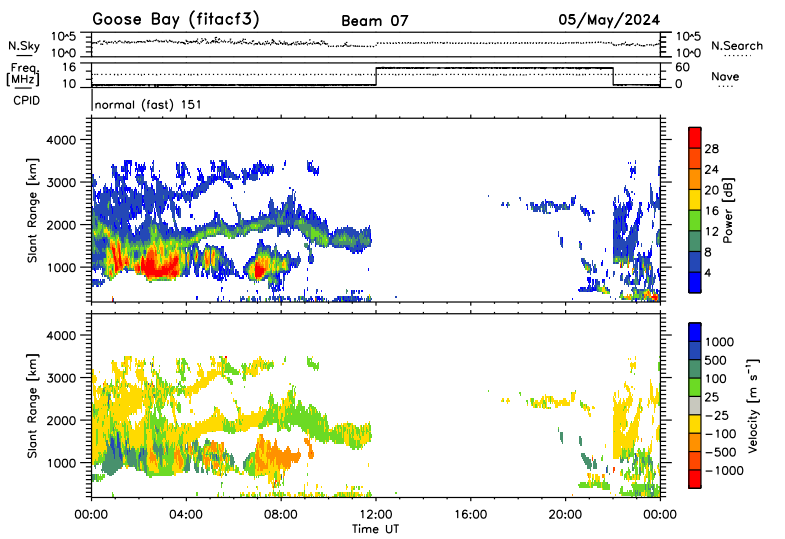 Goose Bay (fitacf3) Beam 07 05/May/2024
N.Sky 10^5 10^0 10^5 10^0 N.Search
Freq. [MHz] 16 10 60 0 Nave
CPID normal (fast) 151
4000
3000
2000
1000
Slant Range [km]
28
24
20
16
12
8
4
Power [dB]
4000
3000
2000
1000
Slant Range [km]
1000
500
100
25
-25
-100
-500
-1000
Velocity [m s⁻¹]
00:00 04:00 08:00 12:00 16:00 20:00 00:00
Time UT